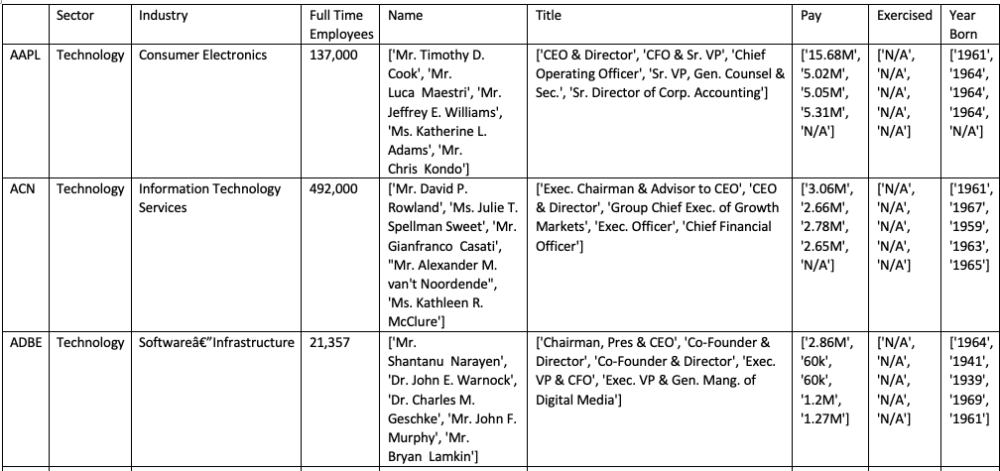 Sector Industry Full Time Employees Name Title Pay Exercised Year Born
AAPL Technology Consumer Electronics 137,000 ['Mr. Timothy D. ['CEO & Director', 'CFO & Sr. VP', 'Chief ['15.68M', ['N/A', ['1961',
Cook', 'Mr. Operating Officer', 'Sr. VP, Gen. Counsel & '5.02M', 'N/A', '1964',
Luca Maestri', 'Mr. Sec.', 'Sr. Director of Corp. Accounting'] '5.05M', 'N/A', '1964',
Jeffrey E. Williams', '5.31M', 'N/A', '1964',
'Ms. Katherine L. 'N/A'] 'N/A'] 'N/A']
Adams', 'Mr.
Chris Kondo']
ACN Technology Information Technology 492,000 ['Mr. David P. ['Exec. Chairman & Advisor to CEO', 'CEO ['3.06M', ['N/A', ['1961',
Services Rowland', 'Ms. Julie T. & Director', 'Group Chief Exec. of Growth '2.66M', 'N/A', '1967',
Spellman Sweet', 'Mr. Markets', 'Exec. Officer', 'Chief Financial '2.78M', 'N/A', '1959',
Gianfranco Casati', Officer'] '2.65M', 'N/A', '1963',
"Mr. Alexander M. 'N/A'] 'N/A'] '1965']
van't Noordende",
'Ms. Kathleen R.
McClure']
ADBE Technology Softwareâ€”Infrastructure 21,357 ['Mr. ['Chairman, Pres & CEO', 'Co-Founder & ['2.86M', ['N/A', ['1964',
Shantanu Narayen', Director', 'Co-Founder & Director', 'Exec. '60k', 'N/A', '1941',
'Dr. John E. Warnock', VP & CFO', 'Exec. VP & Gen. Mang. of '60k', 'N/A', '1939',
'Dr. Charles M. Digital Media'] '1.2M', 'N/A', '1969',
Geschke', 'Mr. John F. '1.27M'] 'N/A'] '1961']
Murphy', 'Mr.
Bryan Lamkin']